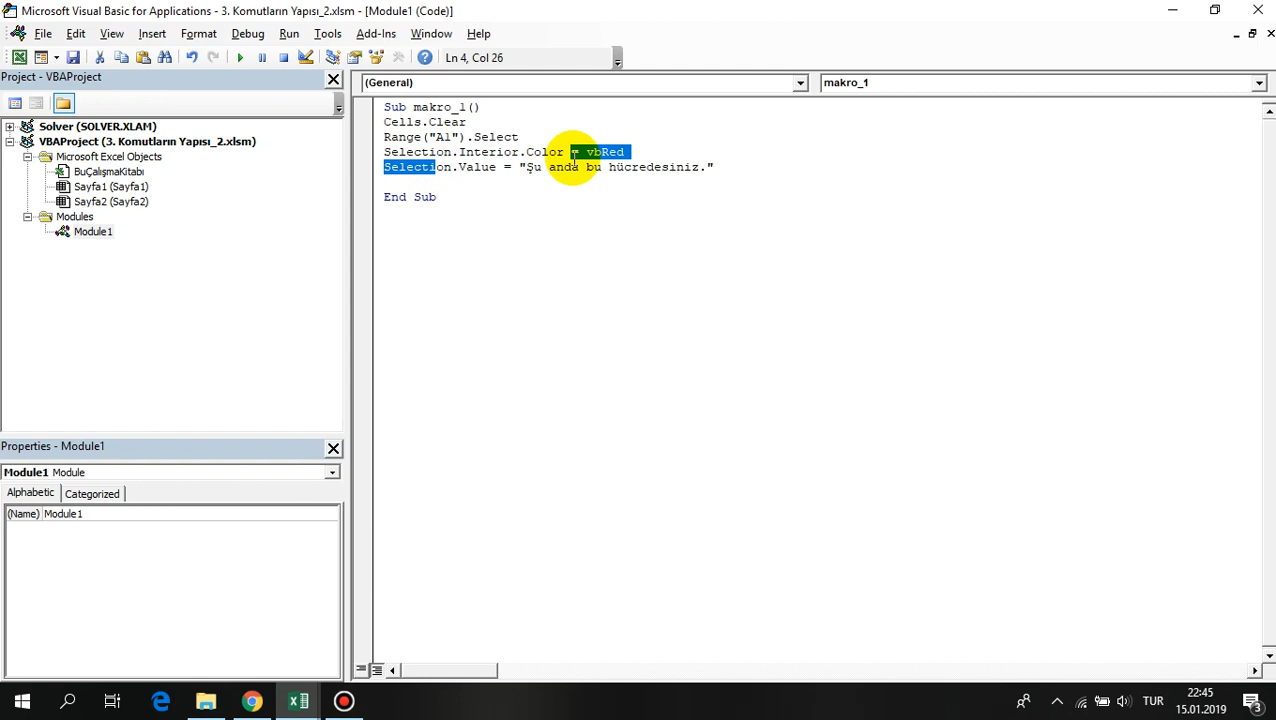 Microsoft Visual Basic for Applications - 3. Komutların Yapısı_2.xlsm - [Module1 (Code)]
File Edit View Insert Format Debug Run Tools Add-Ins Window Help
Ln 4, Col 26
Project - VBAProject
(General)
makro_1
Solver (SOLVER.XLAM)
VBAProject (3. Komutların Yapısı_2.xlsm)
Microsoft Excel Objects
BuÇalışmaKitabı
Sayfa1 (Sayfa1)
Sayfa2 (Sayfa2)
Modules
Module1
Sub makro_1()
Cells.Clear
Range("A1").Select
Selection.Interior.Color = vbRed
Selection.Value = "Şu anda bu hücredesiniz."
End Sub
Properties - Module1
Module1 Module
Alphabetic Categorized
(Name) Module1
TUR
22:45
15.01.2019
3